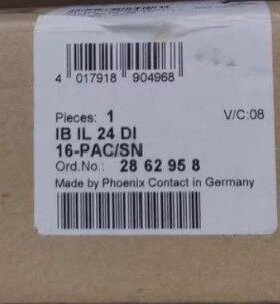 4 017918 904968
Pieces: 1 V/C:08
IB IL 24 DI
16-PAC/SN
Ord.No.: 28 62 95 8
Made by Phoenix Contact in Germany